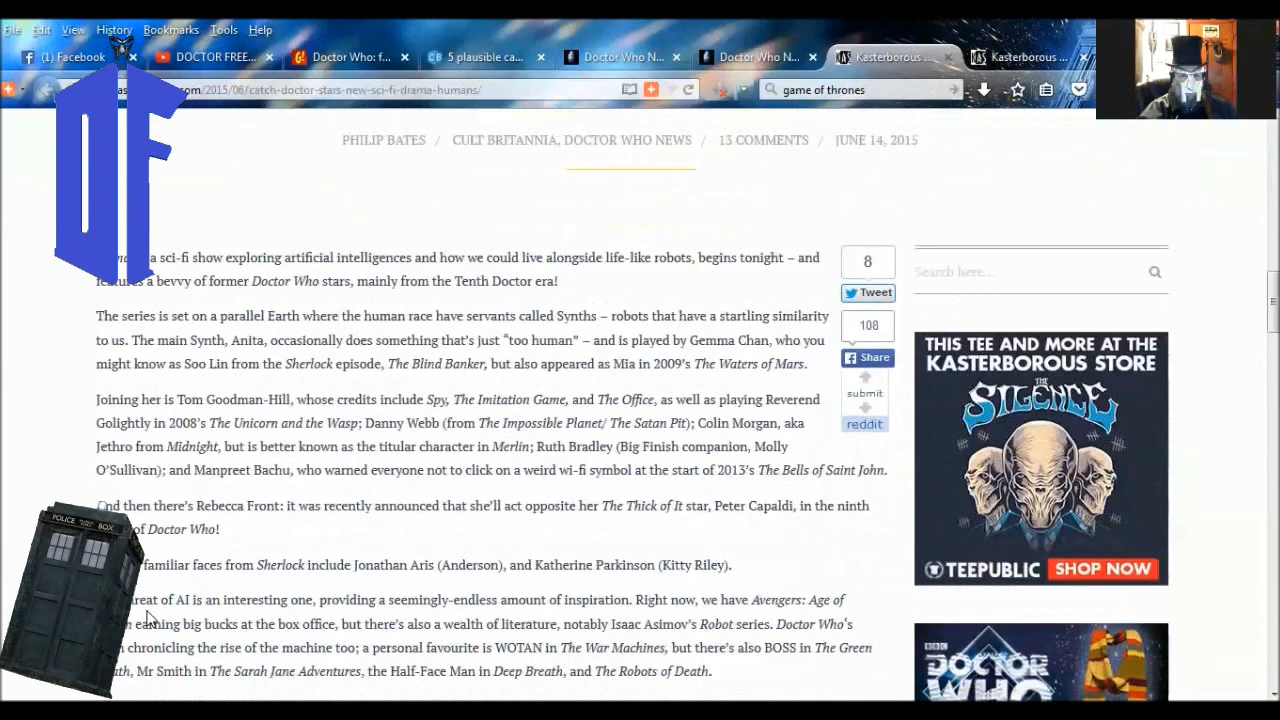 File Edit View History Bookmarks Tools Help
(1) Facebook
DOCTOR FREE...
Doctor Who: f...
5 plausible ca...
Doctor Who N...
Doctor Who N...
Kasterborous ...
Kasterborous ...
.com/2015/06/catch-doctor-stars-new-sci-fi-drama-humans/
game of thrones
DF
PHILIP BATES / CULT BRITANNIA, DOCTOR WHO NEWS / 13 COMMENTS / JUNE 14, 2015
a sci-fi show exploring artificial intelligences and how we could live alongside life-like robots, begins tonight – and
features a bevvy of former Doctor Who stars, mainly from the Tenth Doctor era!
The series is set on a parallel Earth where the human race have servants called Synths – robots that have a startling similarity
to us. The main Synth, Anita, occasionally does something that's just “too human” – and is played by Gemma Chan, who you
might know as Soo Lin from the Sherlock episode, The Blind Banker, but also appeared as Mia in 2009's The Waters of Mars.
Joining her is Tom Goodman-Hill, whose credits include Spy, The Imitation Game, and The Office, as well as playing Reverend
Golightly in 2008's The Unicorn and the Wasp; Danny Webb (from The Impossible Planet/ The Satan Pit); Colin Morgan, aka
Jethro from Midnight, but is better known as the titular character in Merlin; Ruth Bradley (Big Finish companion, Molly
O'Sullivan); and Manpreet Bachu, who warned everyone not to click on a weird wi-fi symbol at the start of 2013's The Bells of Saint John.
And then there's Rebecca Front: it was recently announced that she'll act opposite her The Thick of It star, Peter Capaldi, in the ninth
of Doctor Who!
familiar faces from Sherlock include Jonathan Aris (Anderson), and Katherine Parkinson (Kitty Riley).
of AI is an interesting one, providing a seemingly-endless amount of inspiration. Right now, we have Avengers: Age of
earning big bucks at the box office, but there's also a wealth of literature, notably Isaac Asimov's Robot series. Doctor Who's
chronicling the rise of the machine too; a personal favourite is WOTAN in The War Machines, but there's also BOSS in The Green
Mr Smith in The Sarah Jane Adventures, the Half-Face Man in Deep Breath, and The Robots of Death.
8
Tweet
108
Share
submit
reddit
Search here...
THIS TEE AND MORE AT THE
KASTERBOROUS STORE
THE
SILENCE
TEEPUBLIC SHOP NOW
BBC
DOCTOR
WHO
POLICE BOX